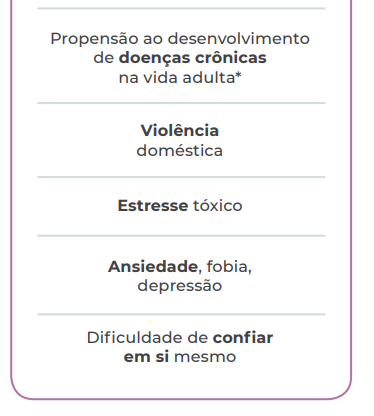 Propensão ao desenvolvimento
de doenças crônicas
na vida adulta*
Violência
doméstica
Estresse tóxico
Ansiedade, fobia,
depressão
Dificuldade de confiar
em si mesmo